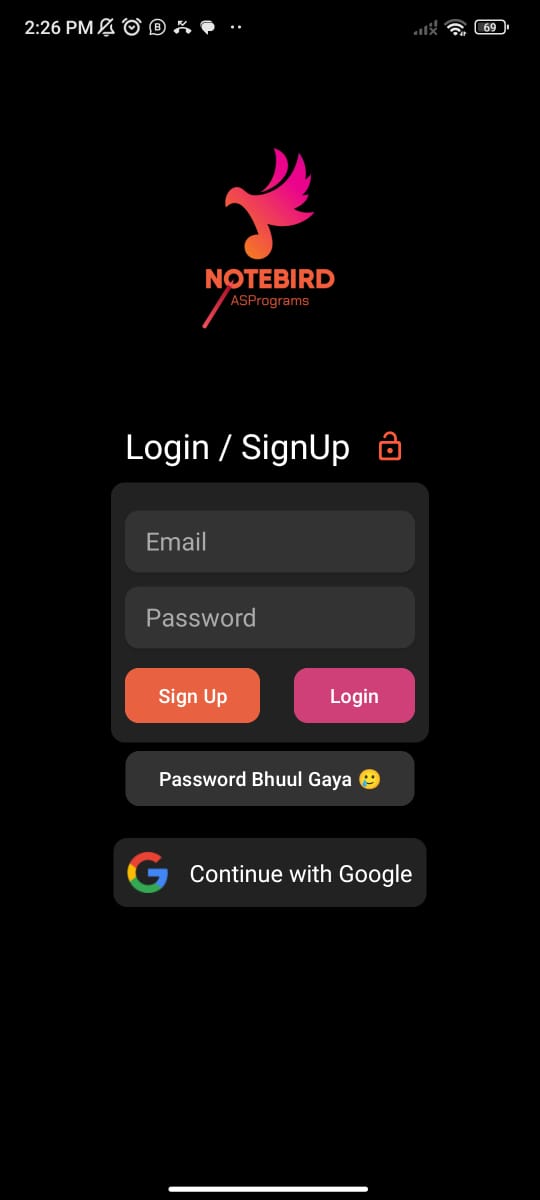 2:26 PM
69
NOTEBIRD
ASPrograms
Login / SignUp
Email
Password
Sign Up
Login
Password Bhuul Gaya 🥲
Continue with Google